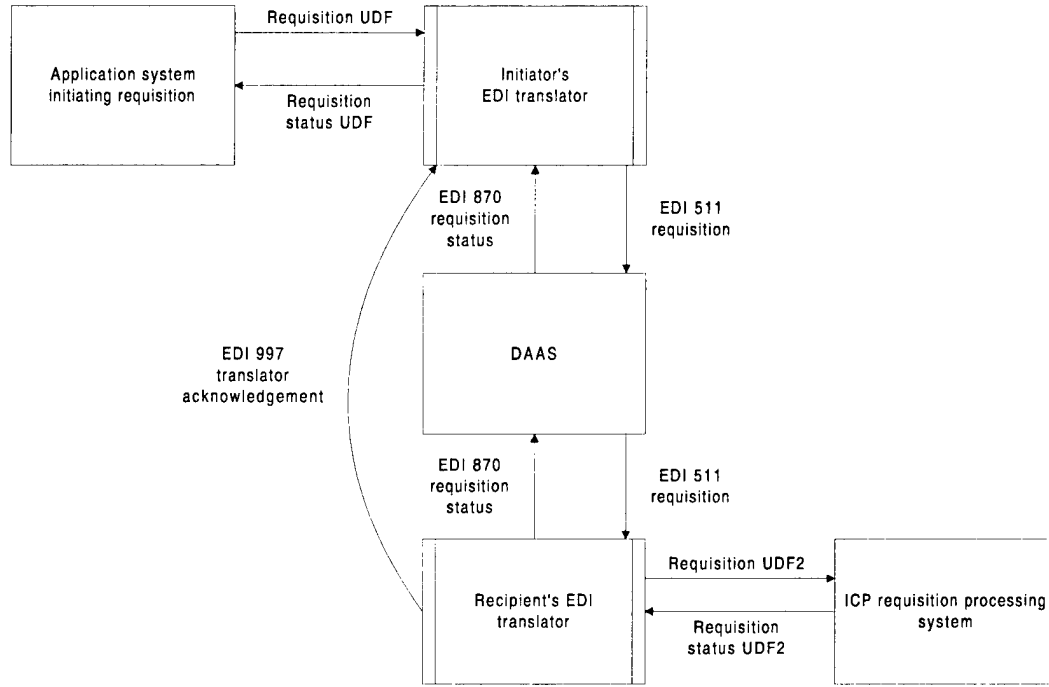 Requisition UDF
Application system
initiating requisition
Initiator's
EDI translator
Requisition
status UDF
EDI 870
requisition
status
EDI 511
requisition
DAAS
EDI 997
translator
acknowledgement
EDI 870
requisition
status
EDI 511
requisition
Requisition UDF2
Recipient's EDI
translator
ICP requisition processing
system
Requisition
status UDF2